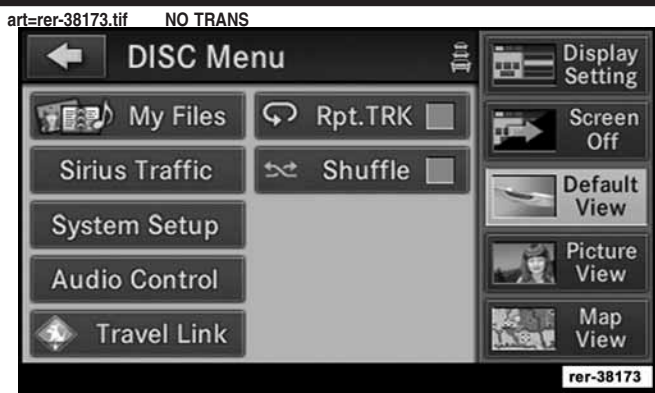 art=rer-38173.tif NO TRANS
DISC Menu
My Files
Rpt.TRK
Sirius Traffic
Shuffle
System Setup
Audio Control
Travel Link
Display
Setting
Screen
Off
Default
View
Picture
View
Map
View
rer-38173